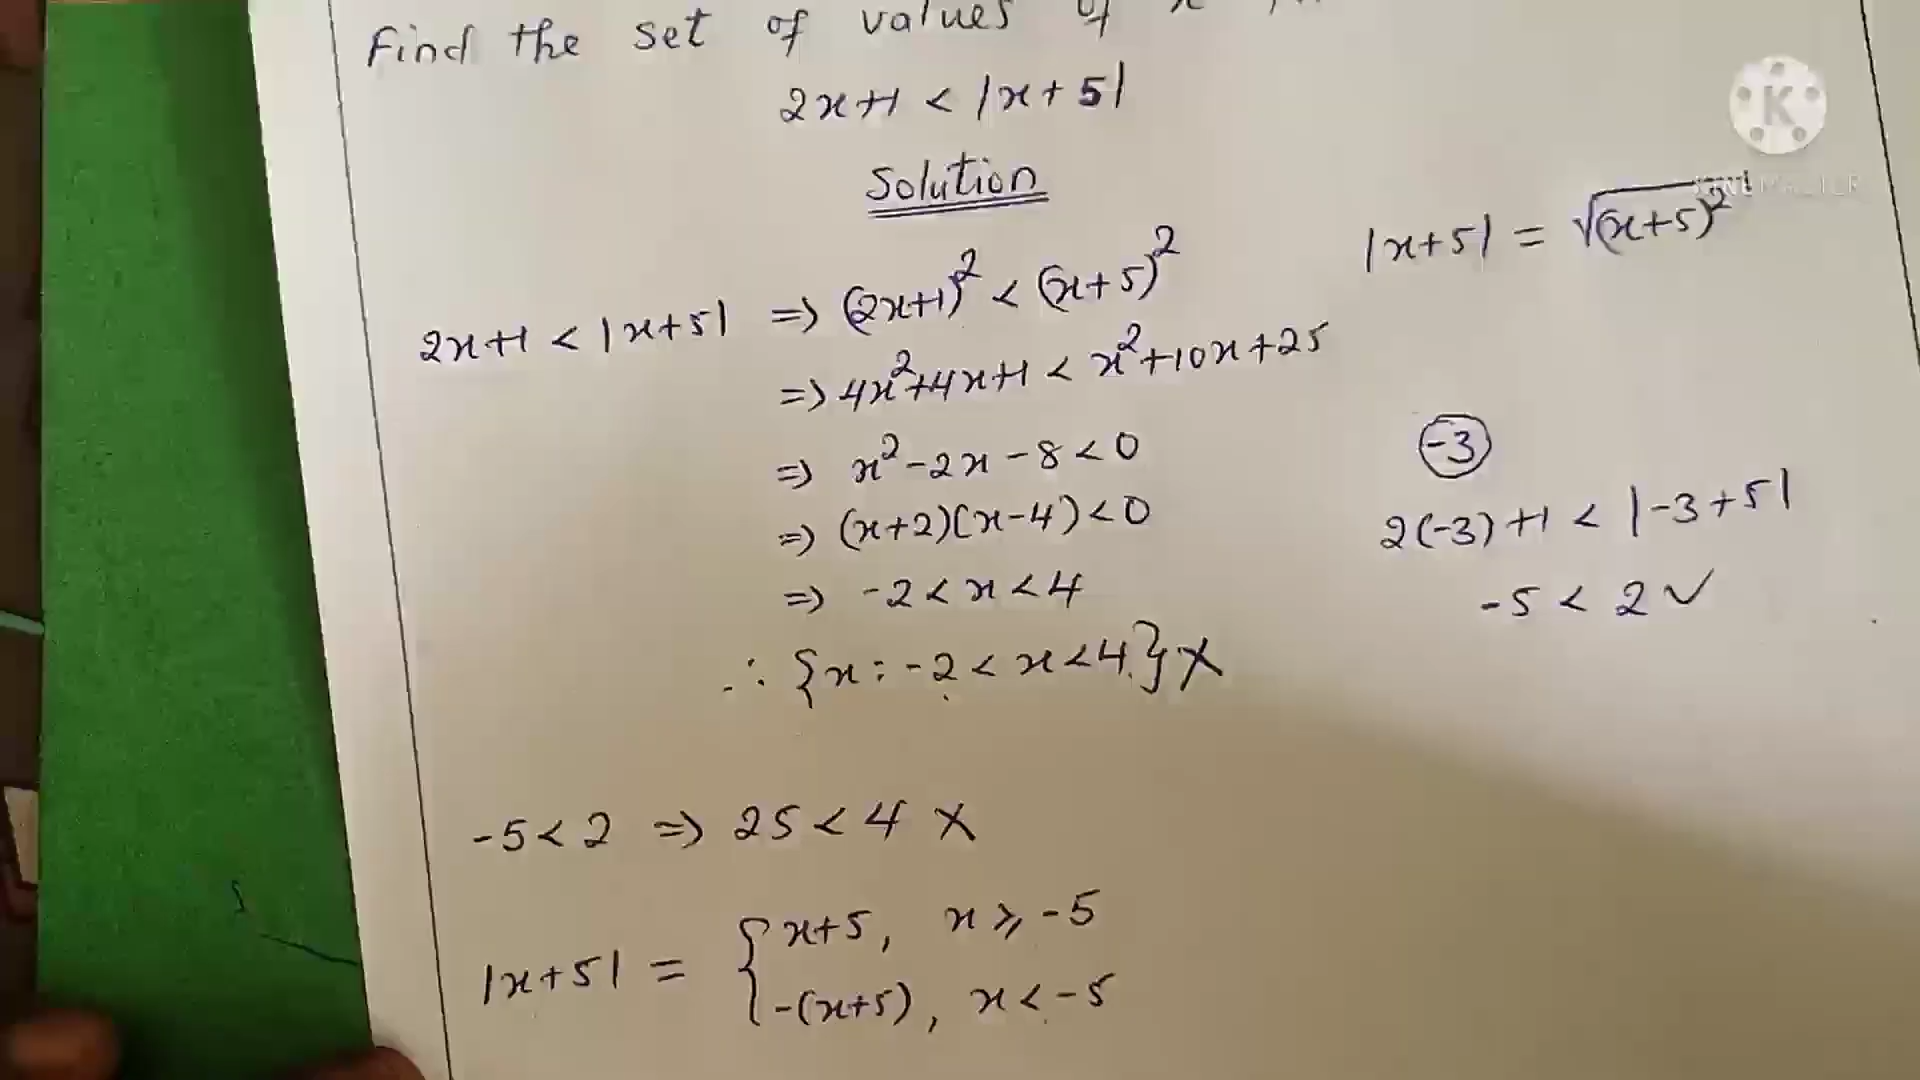 Find the set of values of x
2x+1 < |x+5|
Solution
|x+5| = √(x+5)²
2x+1 < |x+5| => (2x+1)² < (x+5)²
=> 4x²+4x+1 < x²+10x+25
=> x²-2x-8<0
=> (x+2)(x-4)<0
=> -2<x<4
∴ {x: -2<x<4} X
-3
2(-3)+1 < |-3+5|
-5 < 2 ✓
-5<2 => 25<4 X
|x+5| = { x+5, x ⩾ -5
-(x+5), x < -5
K
KINEMASTER